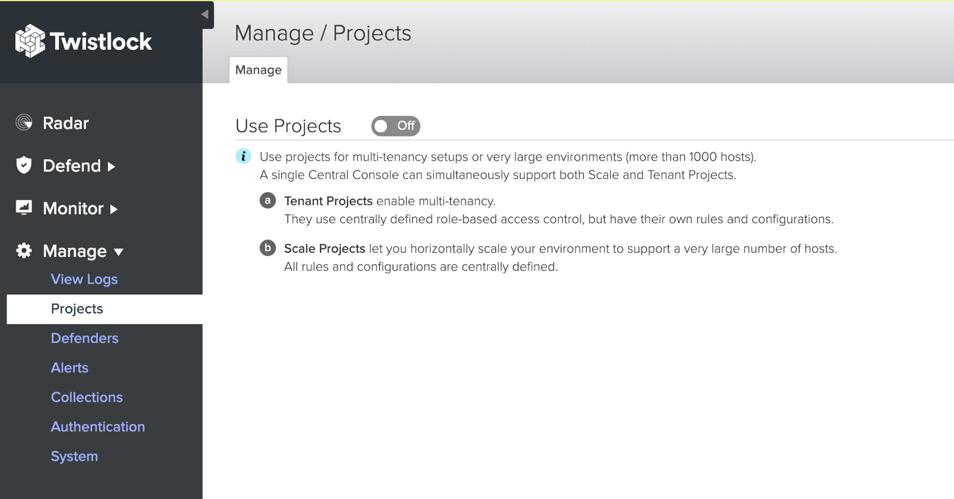 Twistlock
Manage / Projects
Manage
Radar
Defend
Monitor
Manage
View Logs
Projects
Defenders
Alerts
Collections
Authentication
System
Use Projects Off
i Use projects for multi-tenancy setups or very large environments (more than 1000 hosts).
A single Central Console can simultaneously support both Scale and Tenant Projects.
a Tenant Projects enable multi-tenancy.
They use centrally defined role-based access control, but have their own rules and configurations.
b Scale Projects let you horizontally scale your environment to support a very large number of hosts.
All rules and configurations are centrally defined.